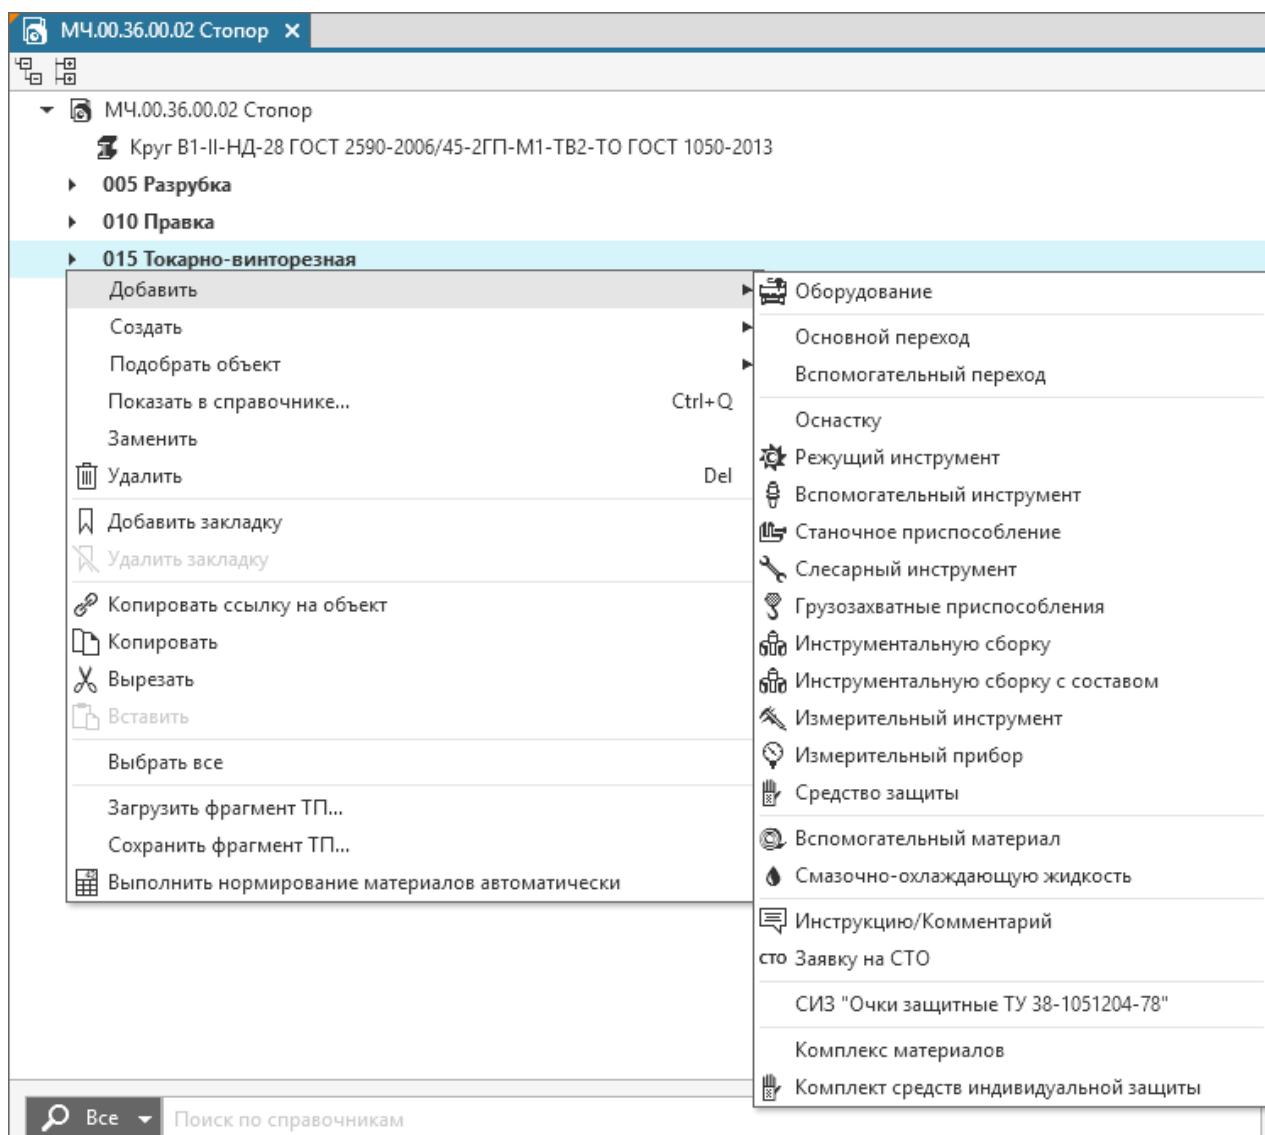 МЧ.00.36.00.02 Стопор
МЧ.00.36.00.02 Стопор
Круг В1-II-НД-28 ГОСТ 2590-2006/45-2ГП-М1-ТВ2-ТО ГОСТ 1050-2013
005 Разрубка
010 Правка
015 Токарно-винторезная
Добавить
Создать
Подобрать объект
Показать в справочнике... Ctrl+Q
Заменить
Удалить Del
Добавить закладку
Удалить закладку
Копировать ссылку на объект
Копировать
Вырезать
Вставить
Выбрать все
Загрузить фрагмент ТП...
Сохранить фрагмент ТП...
Выполнить нормирование материалов автоматически
Оборудование
Основной переход
Вспомогательный переход
Оснастку
Режущий инструмент
Вспомогательный инструмент
Станочное приспособление
Слесарный инструмент
Грузозахватные приспособления
Инструментальную сборку
Инструментальную сборку с составом
Измерительный инструмент
Измерительный прибор
Средство защиты
Вспомогательный материал
Смазочно-охлаждающую жидкость
Инструкцию/Комментарий
СТО Заявку на СТО
СИЗ "Очки защитные ТУ 38-1051204-78"
Комплекс материалов
Комплект средств индивидуальной защиты
Все Поиск по справочникам